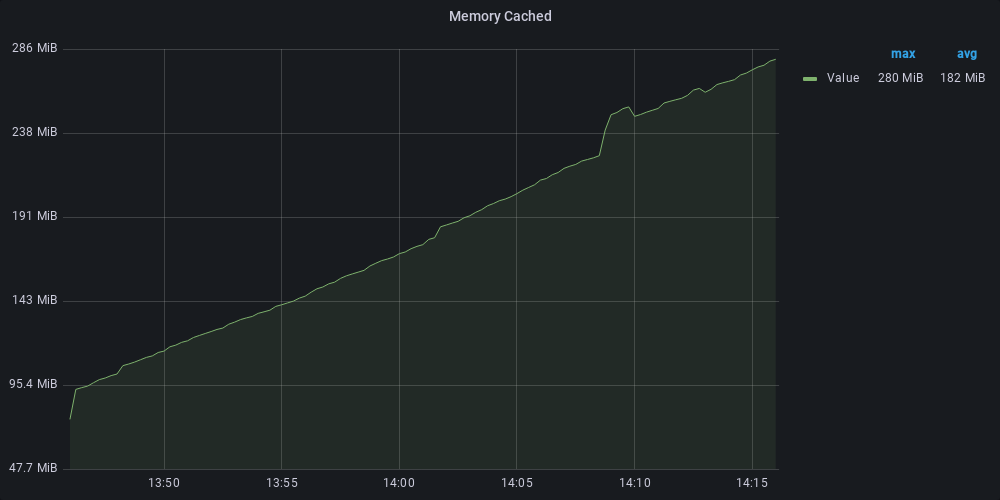 Memory Cached
286 MiB
238 MiB
191 MiB
143 MiB
95.4 MiB
47.7 MiB
13:50 13:55 14:00 14:05 14:10 14:15
max avg
Value 280 MiB 182 MiB